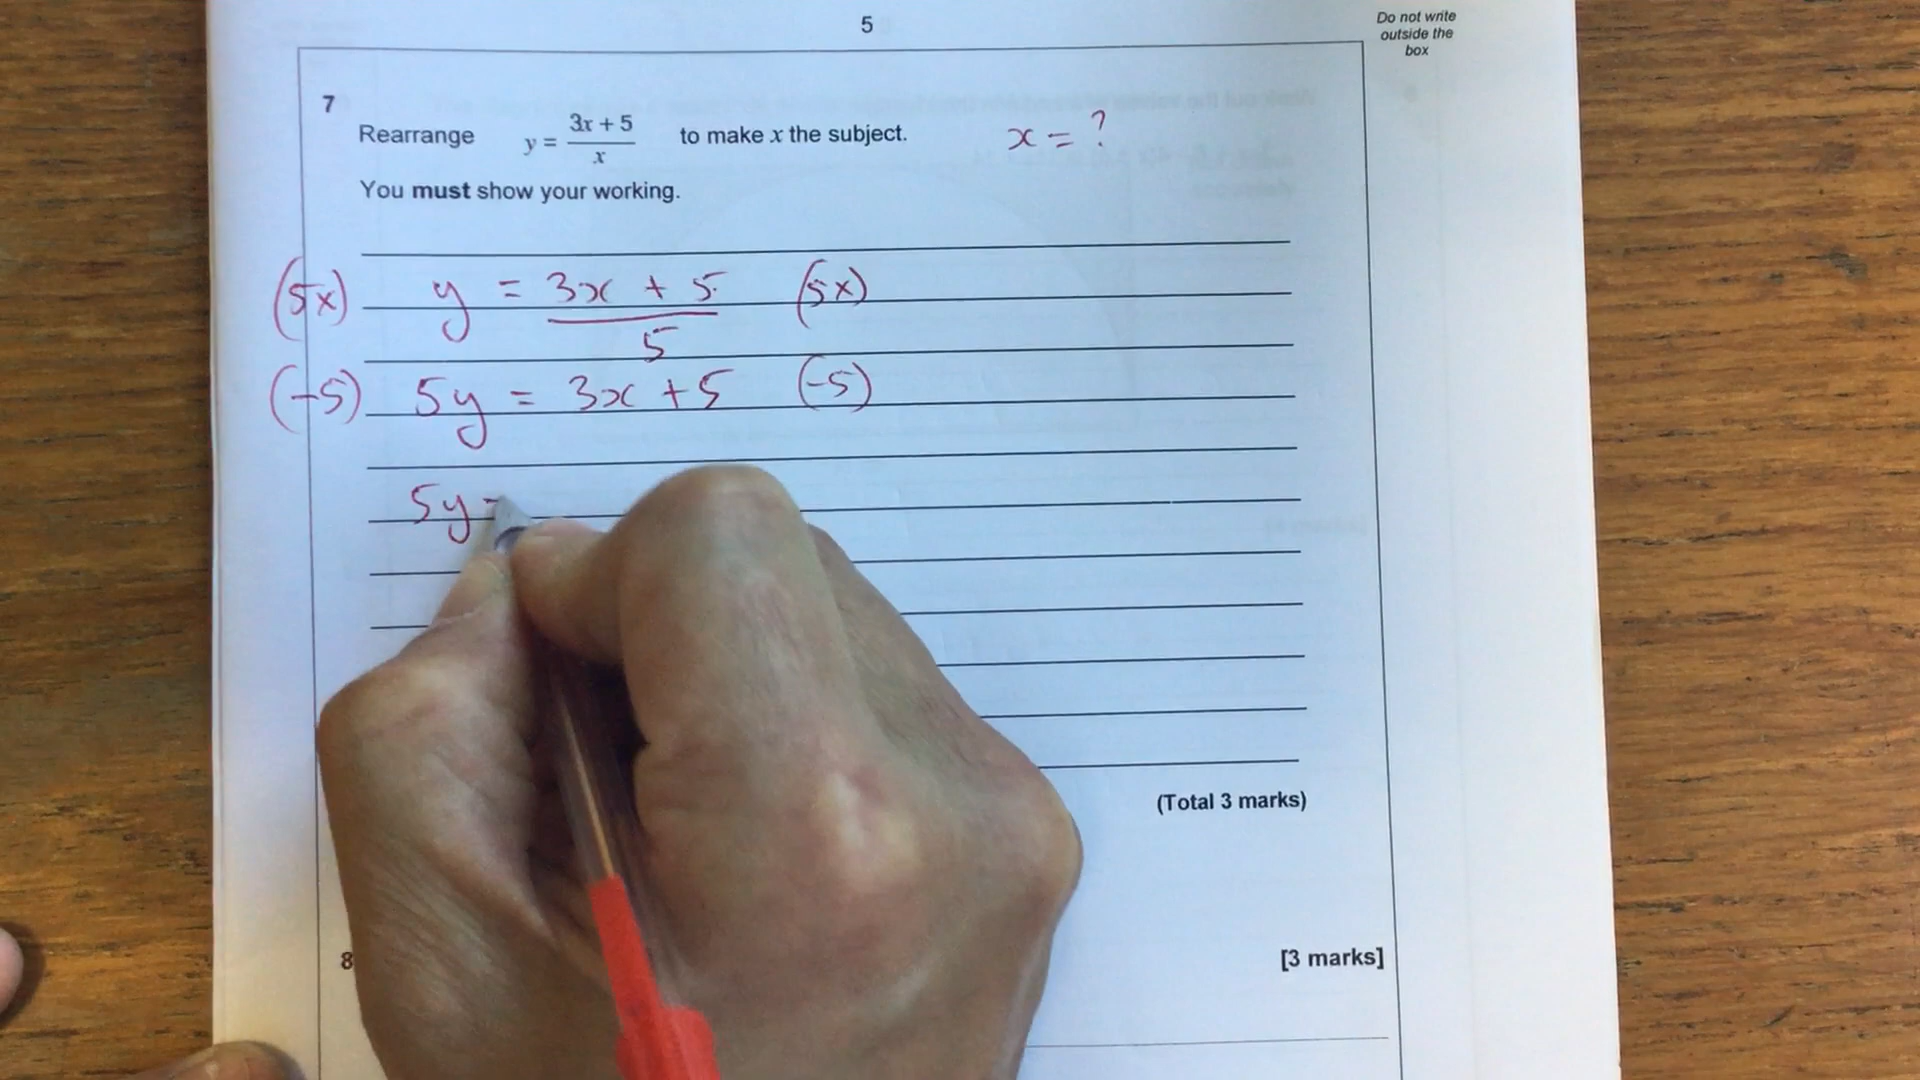 5
Do not write
outside the
box
7
Rearrange y = 3x + 5 / x to make x the subject. x = ?
You must show your working.
(5x) y = 3x + 5 / 5 (5x)
(-5) 5y = 3x + 5 (-5)
5y -
(Total 3 marks)
8
[3 marks]